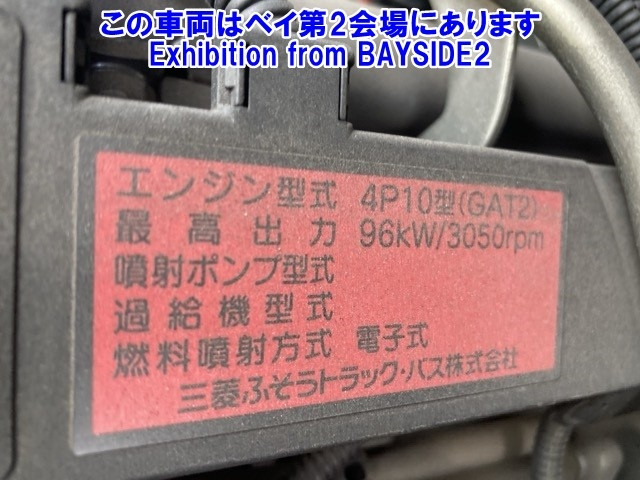 この車両はベイ第2会場にあります
Exhibition from BAYSIDE2
エンジン型式 4P10型(GAT2)
最高出力 96kW/3050rpm
噴射ポンプ型式
過給機型式
燃料噴射方式 電子式
三菱ふそうトラック・バス株式会社